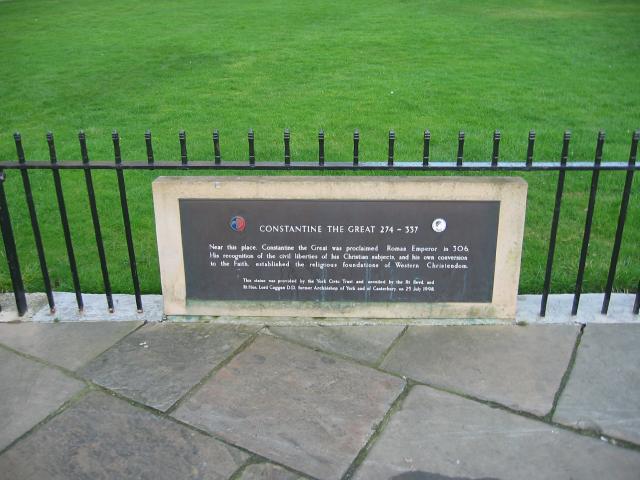 CONSTANTINE THE GREAT 274 - 337
Near this place, Constantine the Great was proclaimed Roman Emperor in 306.
His recognition of the civil liberties of his Christian subjects, and his own conversion
to the Faith, established the religious foundations of Western Christendom.
This statue was provided by the York Civic Trust and unveiled by the Rt Revd. and
Rt Hon. Lord Coggan D.D. former Archbishop of York and of Canterbury on 25 July 1998.